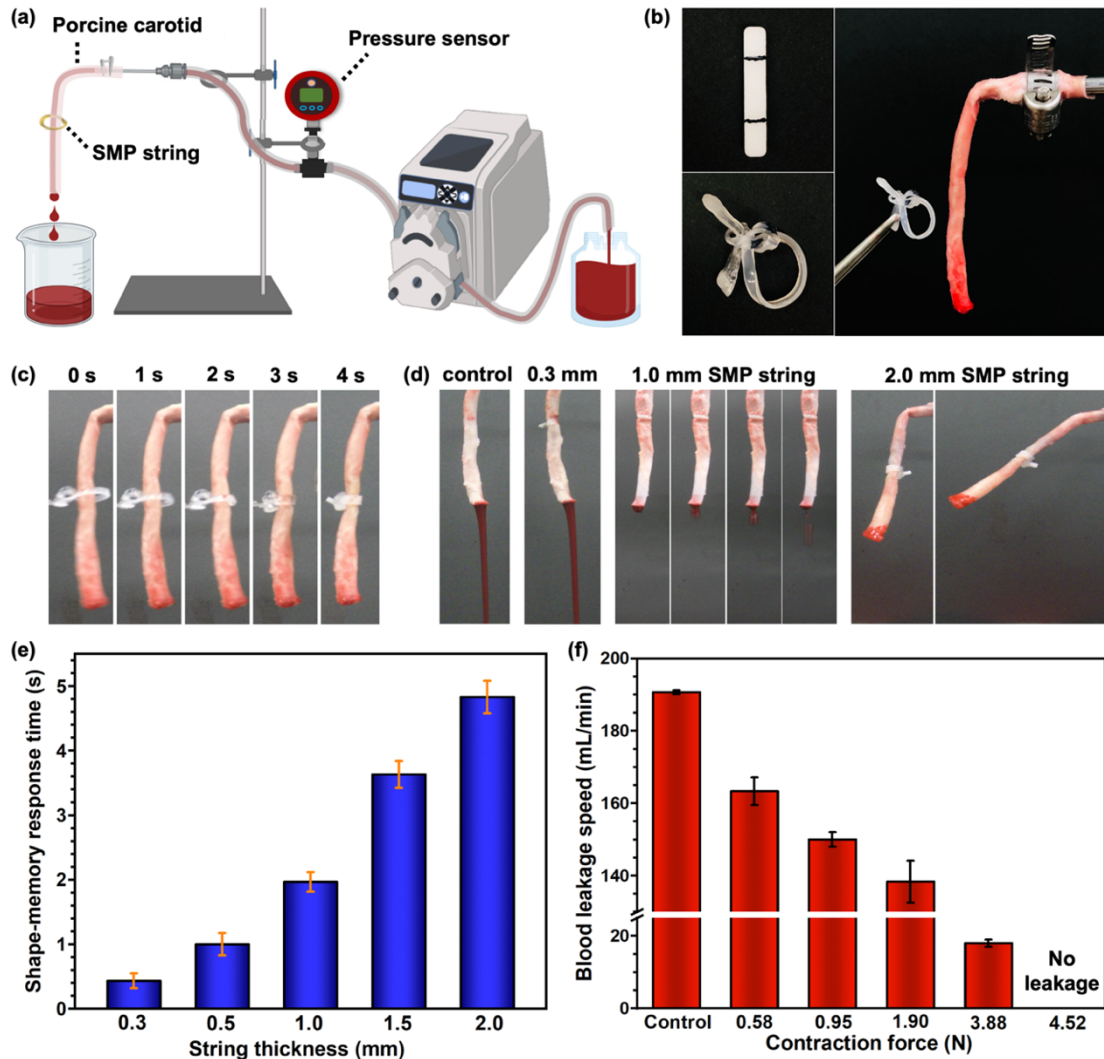 (a)
Porcine carotid
Pressure sensor
SMP string
(b)
(c)
0 s 1 s 2 s 3 s 4 s
(d)
control 0.3 mm 1.0 mm SMP string 2.0 mm SMP string
(e)
Shape-memory response time (s)
5
4
3
2
1
0
0.3 0.5 1.0 1.5 2.0
String thickness (mm)
(f)
Blood leakage speed (mL/min)
200
180
160
140
20
0
No
leakage
Control 0.58 0.95 1.90 3.88 4.52
Contraction force (N)